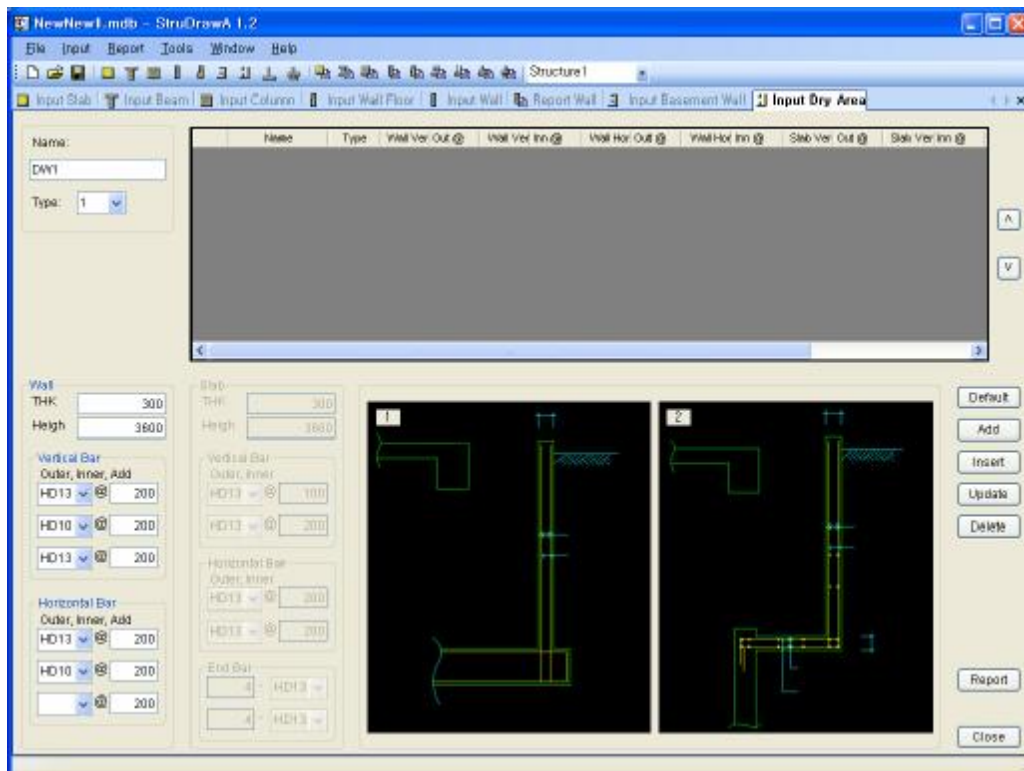 NewNew1.mdb - StruDrawA 1.2
File Input Report Tools Window Help
Structure1
Input Slab Input Beam Input Column Input Wall Floor Input Wall Report Wall Input Basement Wall Input Dry Area
Name:
DW1
Type: 1
Name Type Wall Ver Out @ Wall Ver Inn @ Wall Hor Out @ Wall Hor Inn @ Slab Ver Out @ Slab Ver Inn @
Wall
THK 300
Heigh 3600
Vertical Bar
Outer, Inner, Add
HD13 @ 200
HD10 @ 200
HD13 @ 200
Horizontal Bar
Outer, Inner, Add
HD13 @ 200
HD10 @ 200
@ 200
Slab
THK 300
Heigh 3600
Vertical Bar
Outer, Inner
HD13 @ 100
HD13 @ 200
Horizontal Bar
Outer, Inner
HD13 @ 200
HD13 @ 200
End Bar
4 - HD13
4 - HD13
1
2
Λ
V
Default
Add
Insert
Update
Delete
Report
Close